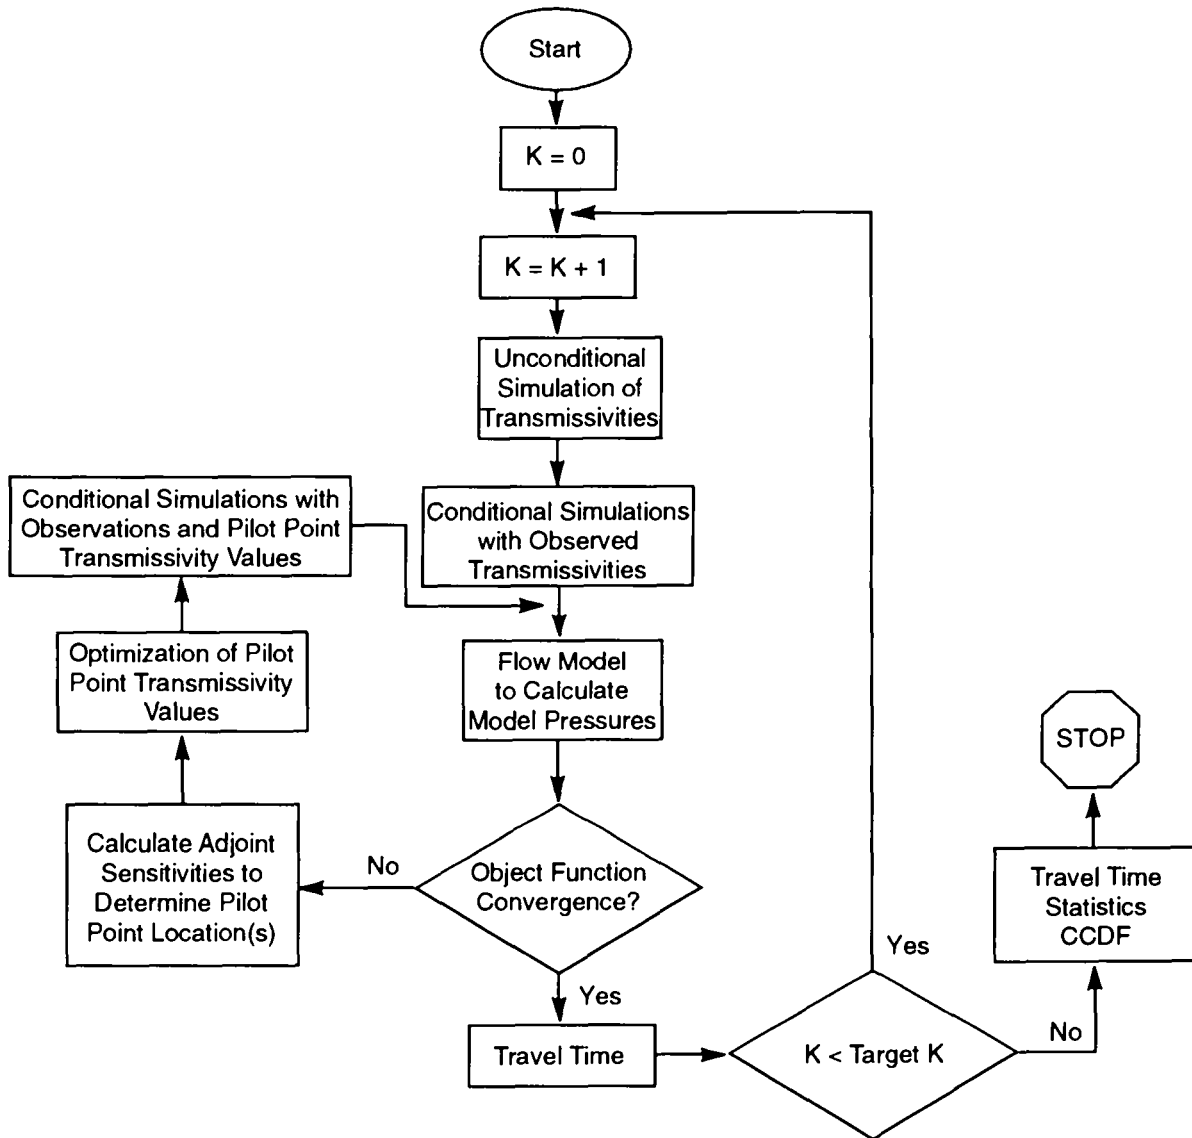 Start
K = 0
K = K + 1
Unconditional
Simulation of
Transmissivities
Conditional Simulations with
Observations and Pilot Point
Transmissivity Values
Conditional Simulations
with Observed
Transmissivities
Optimization of Pilot
Point Transmissivity
Values
Flow Model
to Calculate
Model Pressures
STOP
Calculate Adjoint
Sensitivities to
Determine Pilot
Point Location(s)
No
Object Function
Convergence?
Travel Time
Statistics
CCDF
Yes
Yes
Travel Time
K < Target K
No